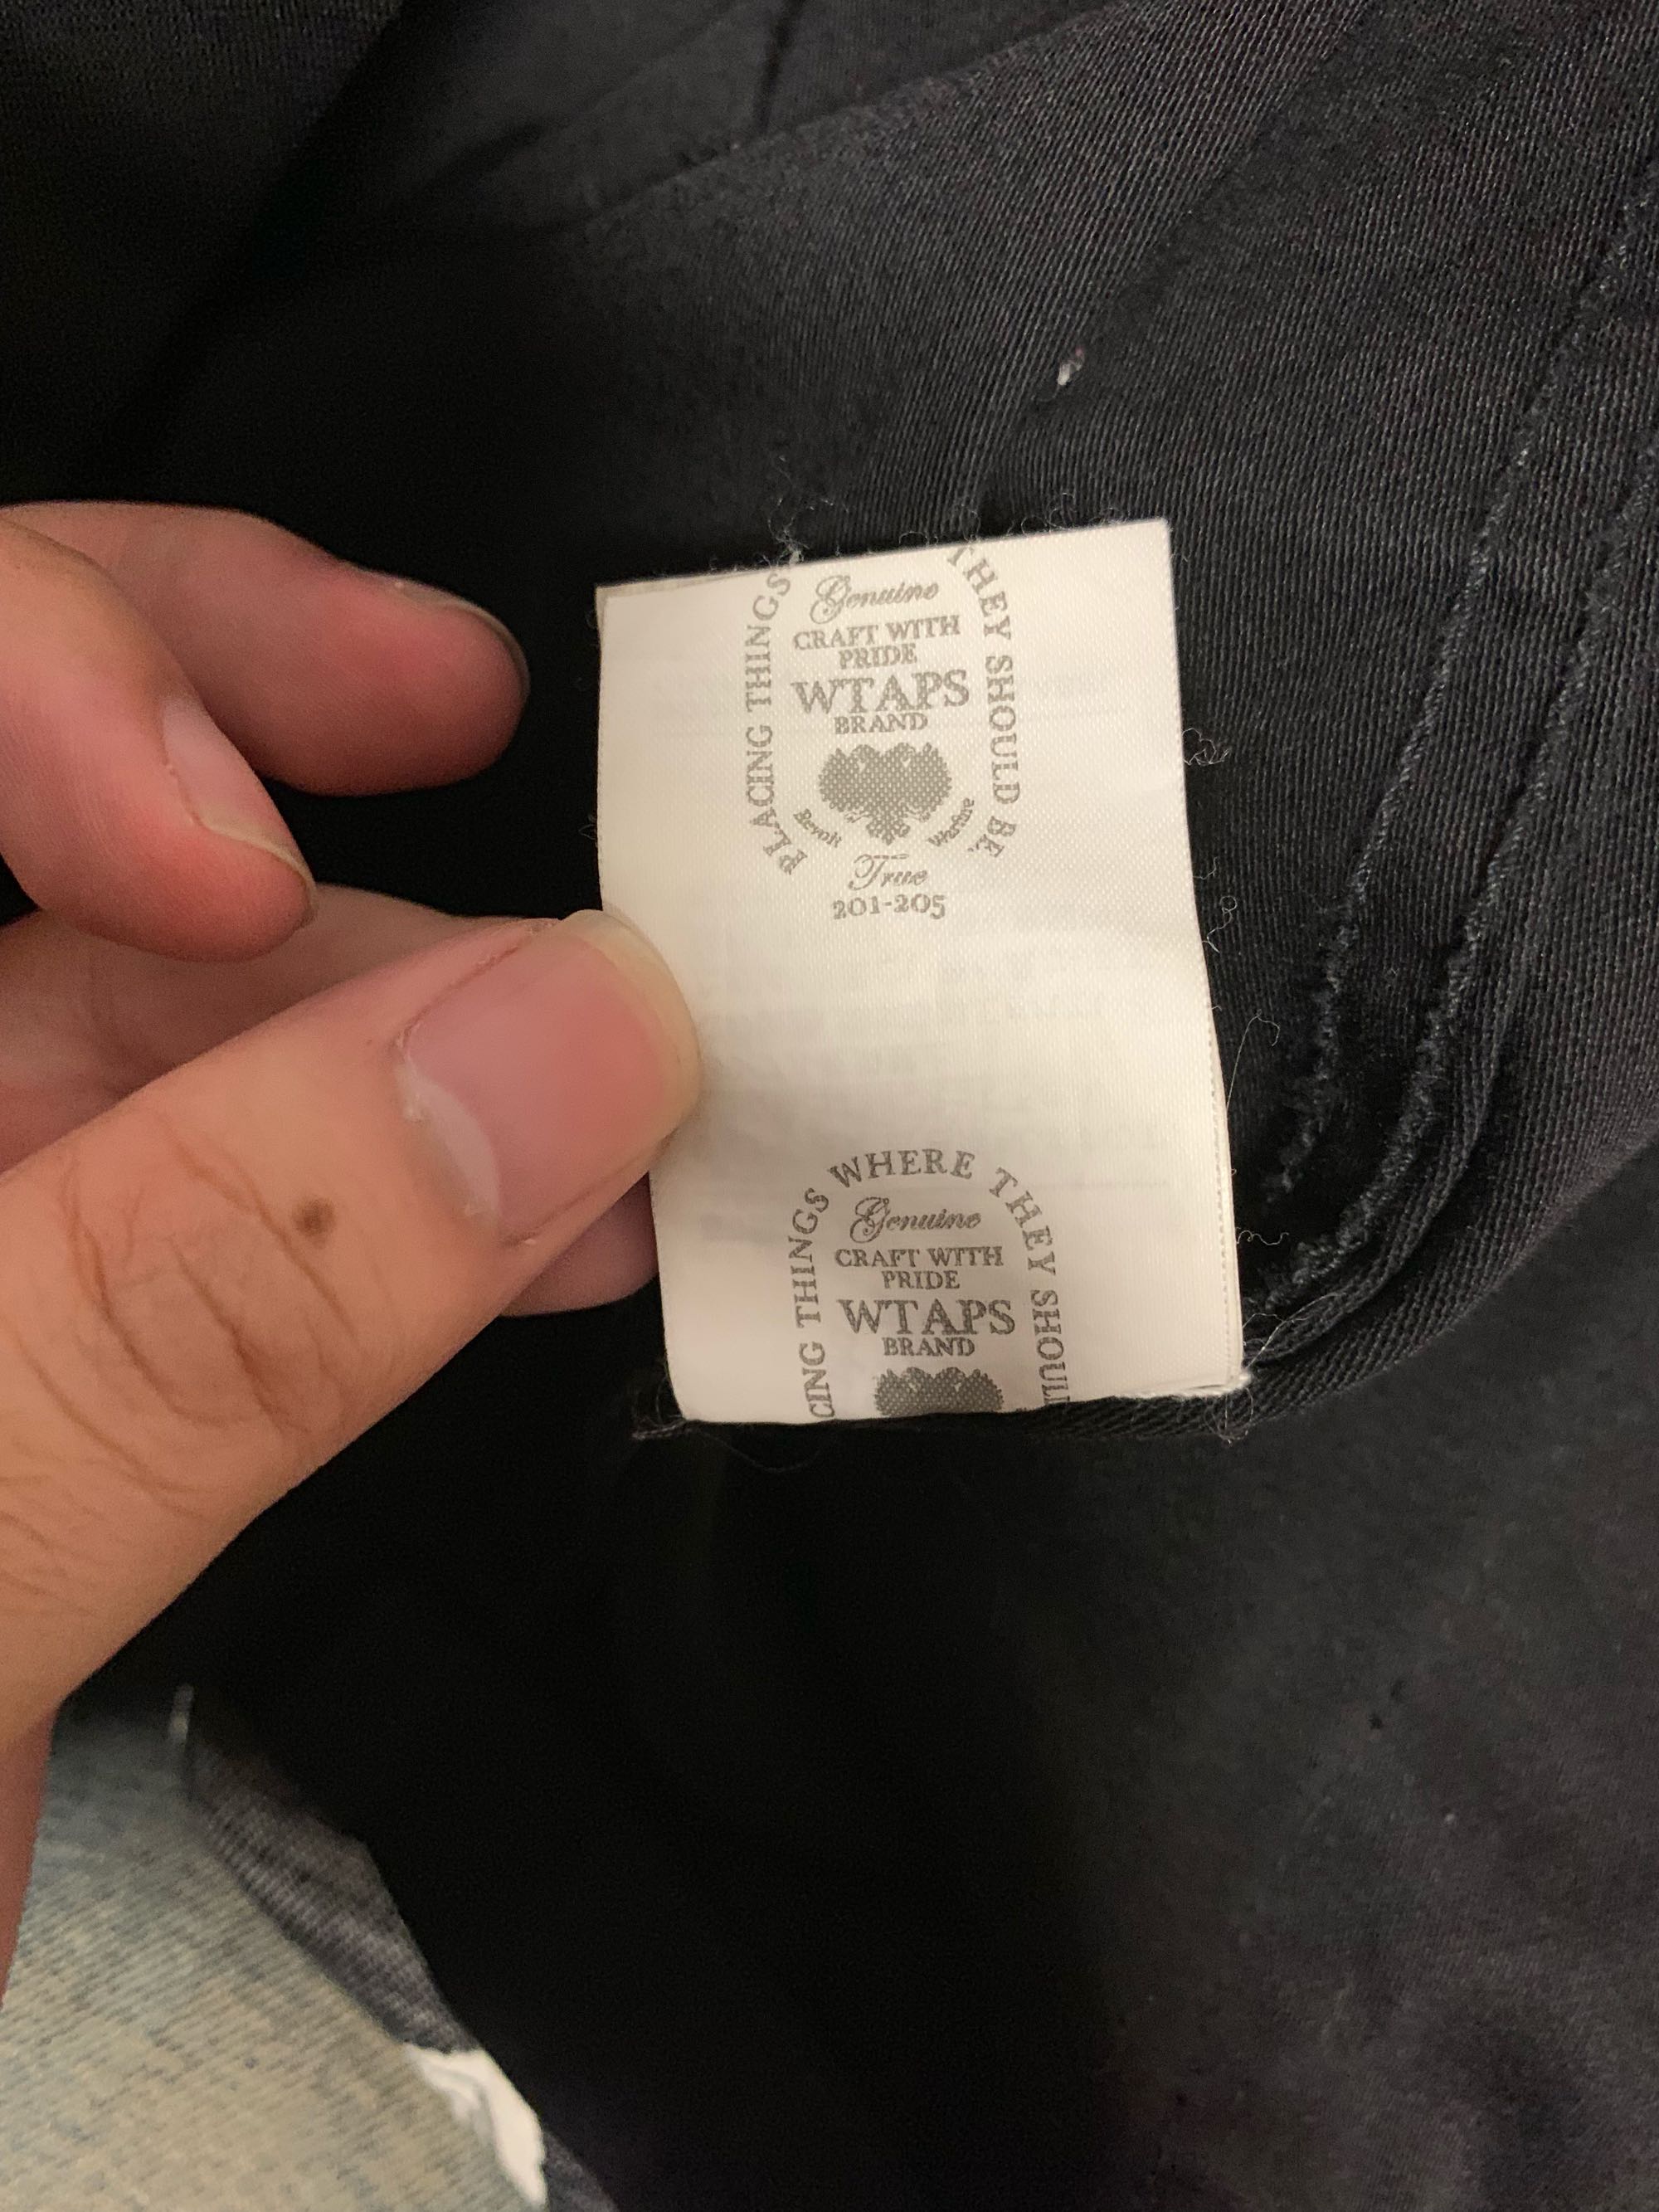 PLACING THINGS THEY SHOULD BE
Genuine
CRAFT WITH
PRIDE
WTAPS
BRAND
Revolt Warfare
True
201-205
CING THINGS WHERE THEY SHOUL
Genuine
CRAFT WITH
PRIDE
WTAPS
BRAND